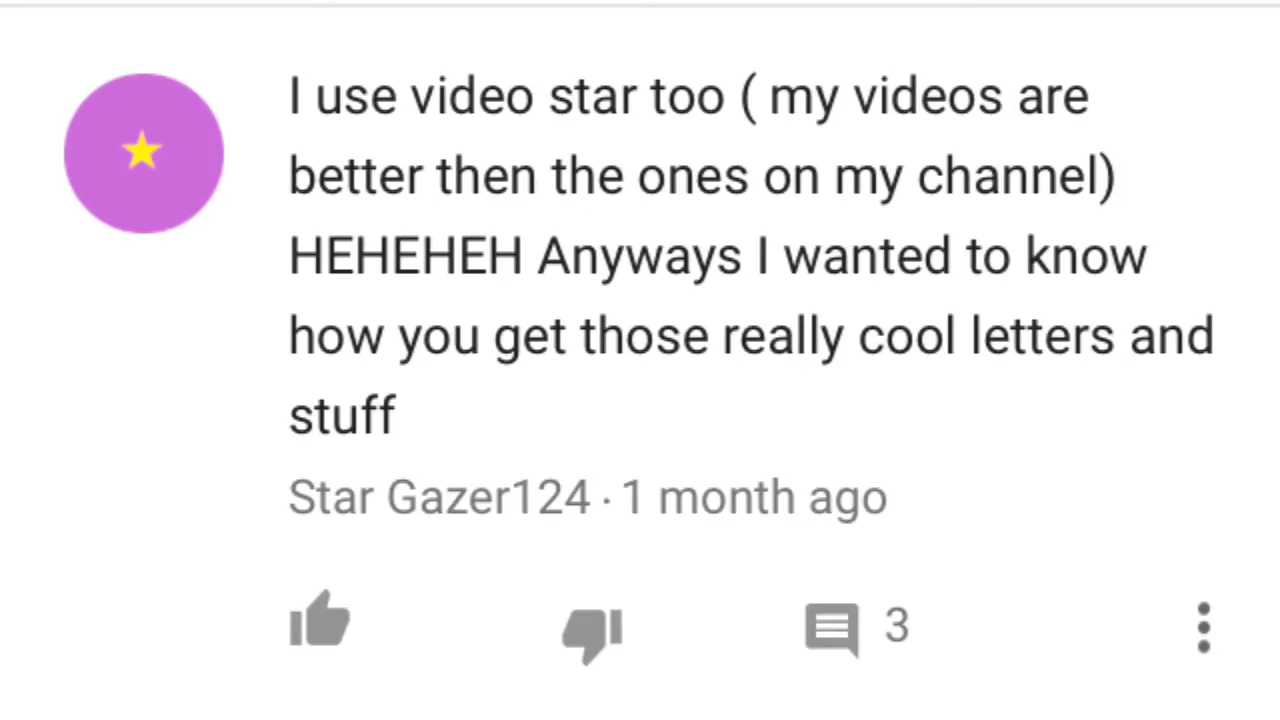 I use video star too ( my videos are
better then the ones on my channel)
HEHEHEH Anyways I wanted to know
how you get those really cool letters and
stuff
Star Gazer124 · 1 month ago
3